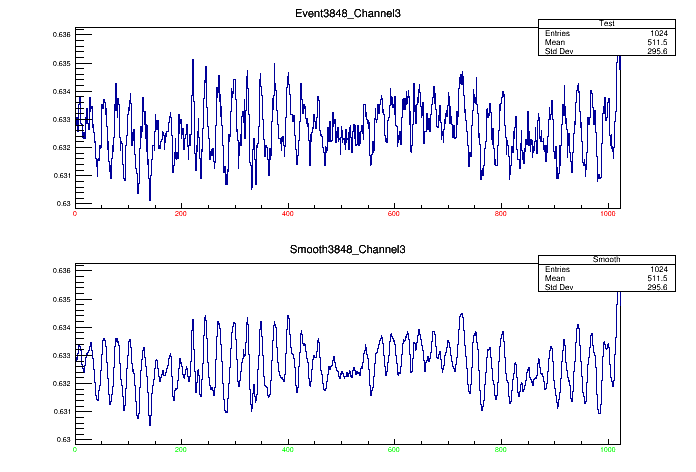 Event3848_Channel3
Test
Entries 1024
Mean 511.5
Std Dev 295.6
0.636
0.635
0.634
0.633
0.632
0.631
0.63
0 200 400 600 800 1000
Smooth3848_Channel3
Smooth
Entries 1024
Mean 511.5
Std Dev 295.6
0.636
0.635
0.634
0.633
0.632
0.631
0.63
0 200 400 600 800 1000